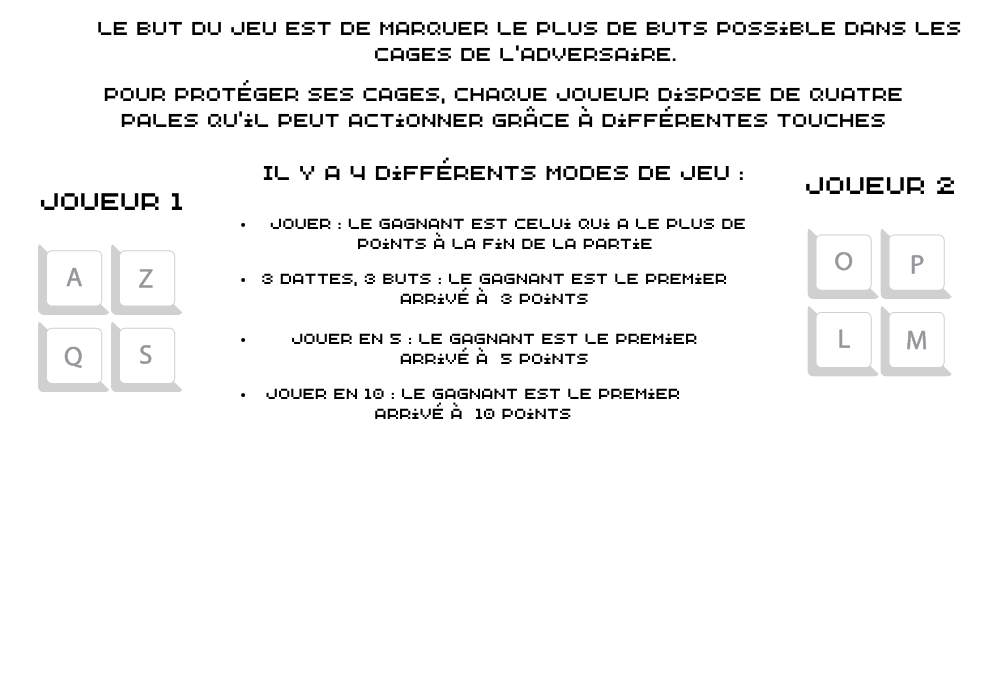 LE BUT DU JEU EST DE MARQUER LE PLUS DE BUTS POSSiBLE DANS LES
CAGES DE L'ADVERSAiRE.
POUR PROTÉGER SES CAGES, CHAQUE JOUEUR DiSPOSE DE QUATRE
PALES QU'iL PEUT ACTiONNER GRÂCE À DiFFÉRENTES TOUCHES
IL Y A 4 DiFFÉRENTS MODES DE JEU :
JOUEUR 1
A Z
Q S
• JOUER : LE GAGNANT EST CELUi QUi A LE PLUS DE
POiNTS À LA FiN DE LA PARTiE
• 3 DATTES, 3 BUTS : LE GAGNANT EST LE PREMiER
ARRiVÉ À 3 POiNTS
• JOUER EN 5 : LE GAGNANT EST LE PREMiER
ARRiVÉ À 5 POiNTS
• JOUER EN 10 : LE GAGNANT EST LE PREMiER
ARRiVÉ À 10 POiNTS
JOUEUR 2
O P
L M